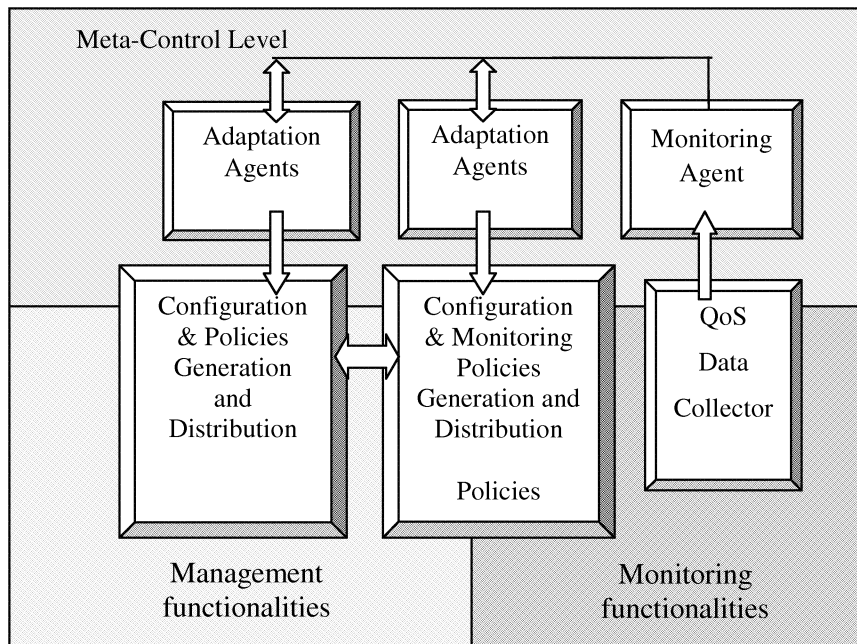 Meta-Control Level
Adaptation
Agents
Adaptation
Agents
Monitoring
Agent
Configuration
& Policies
Generation
and
Distribution
Configuration
& Monitoring
Policies
Generation and
Distribution
Policies
QoS
Data
Collector
Management
functionalities
Monitoring
functionalities